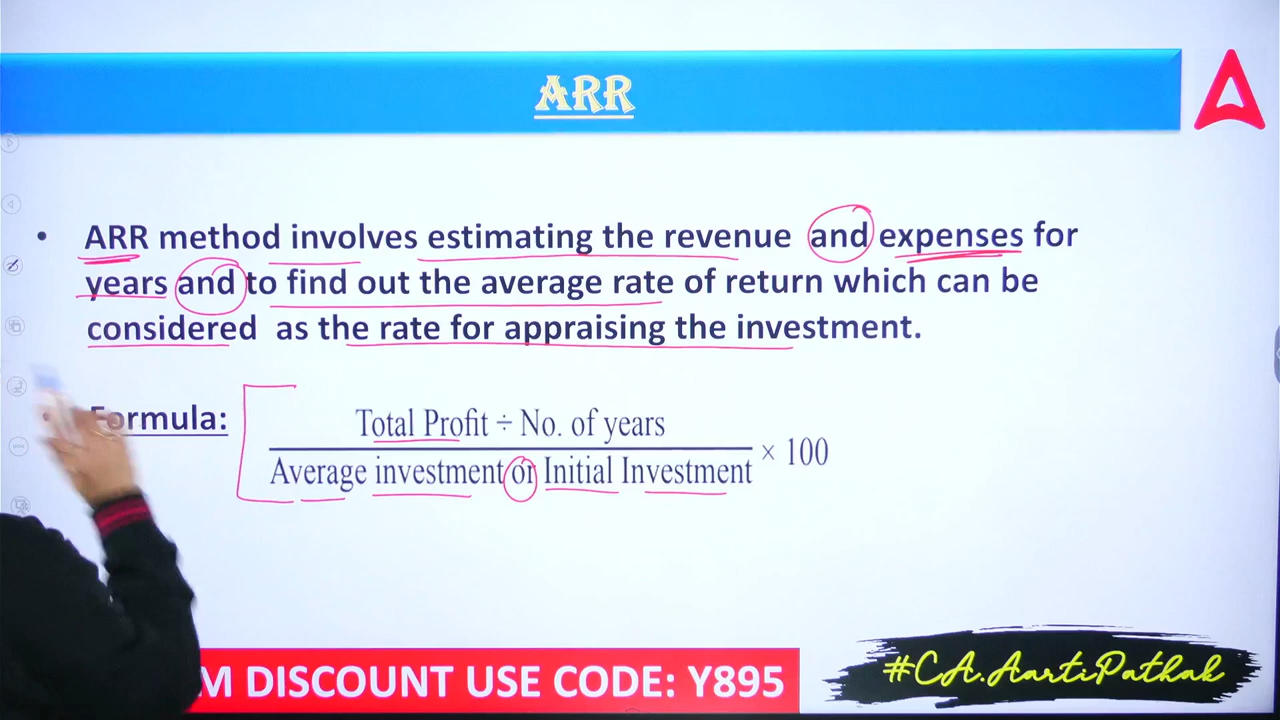 ARR
• ARR method involves estimating the revenue and expenses for
years and to find out the average rate of return which can be
considered as the rate for appraising the investment.
Formula:
Total Profit ÷ No. of years
Average investment or Initial Investment × 100
M DISCOUNT USE CODE: Y895
#CA.AartiPathak